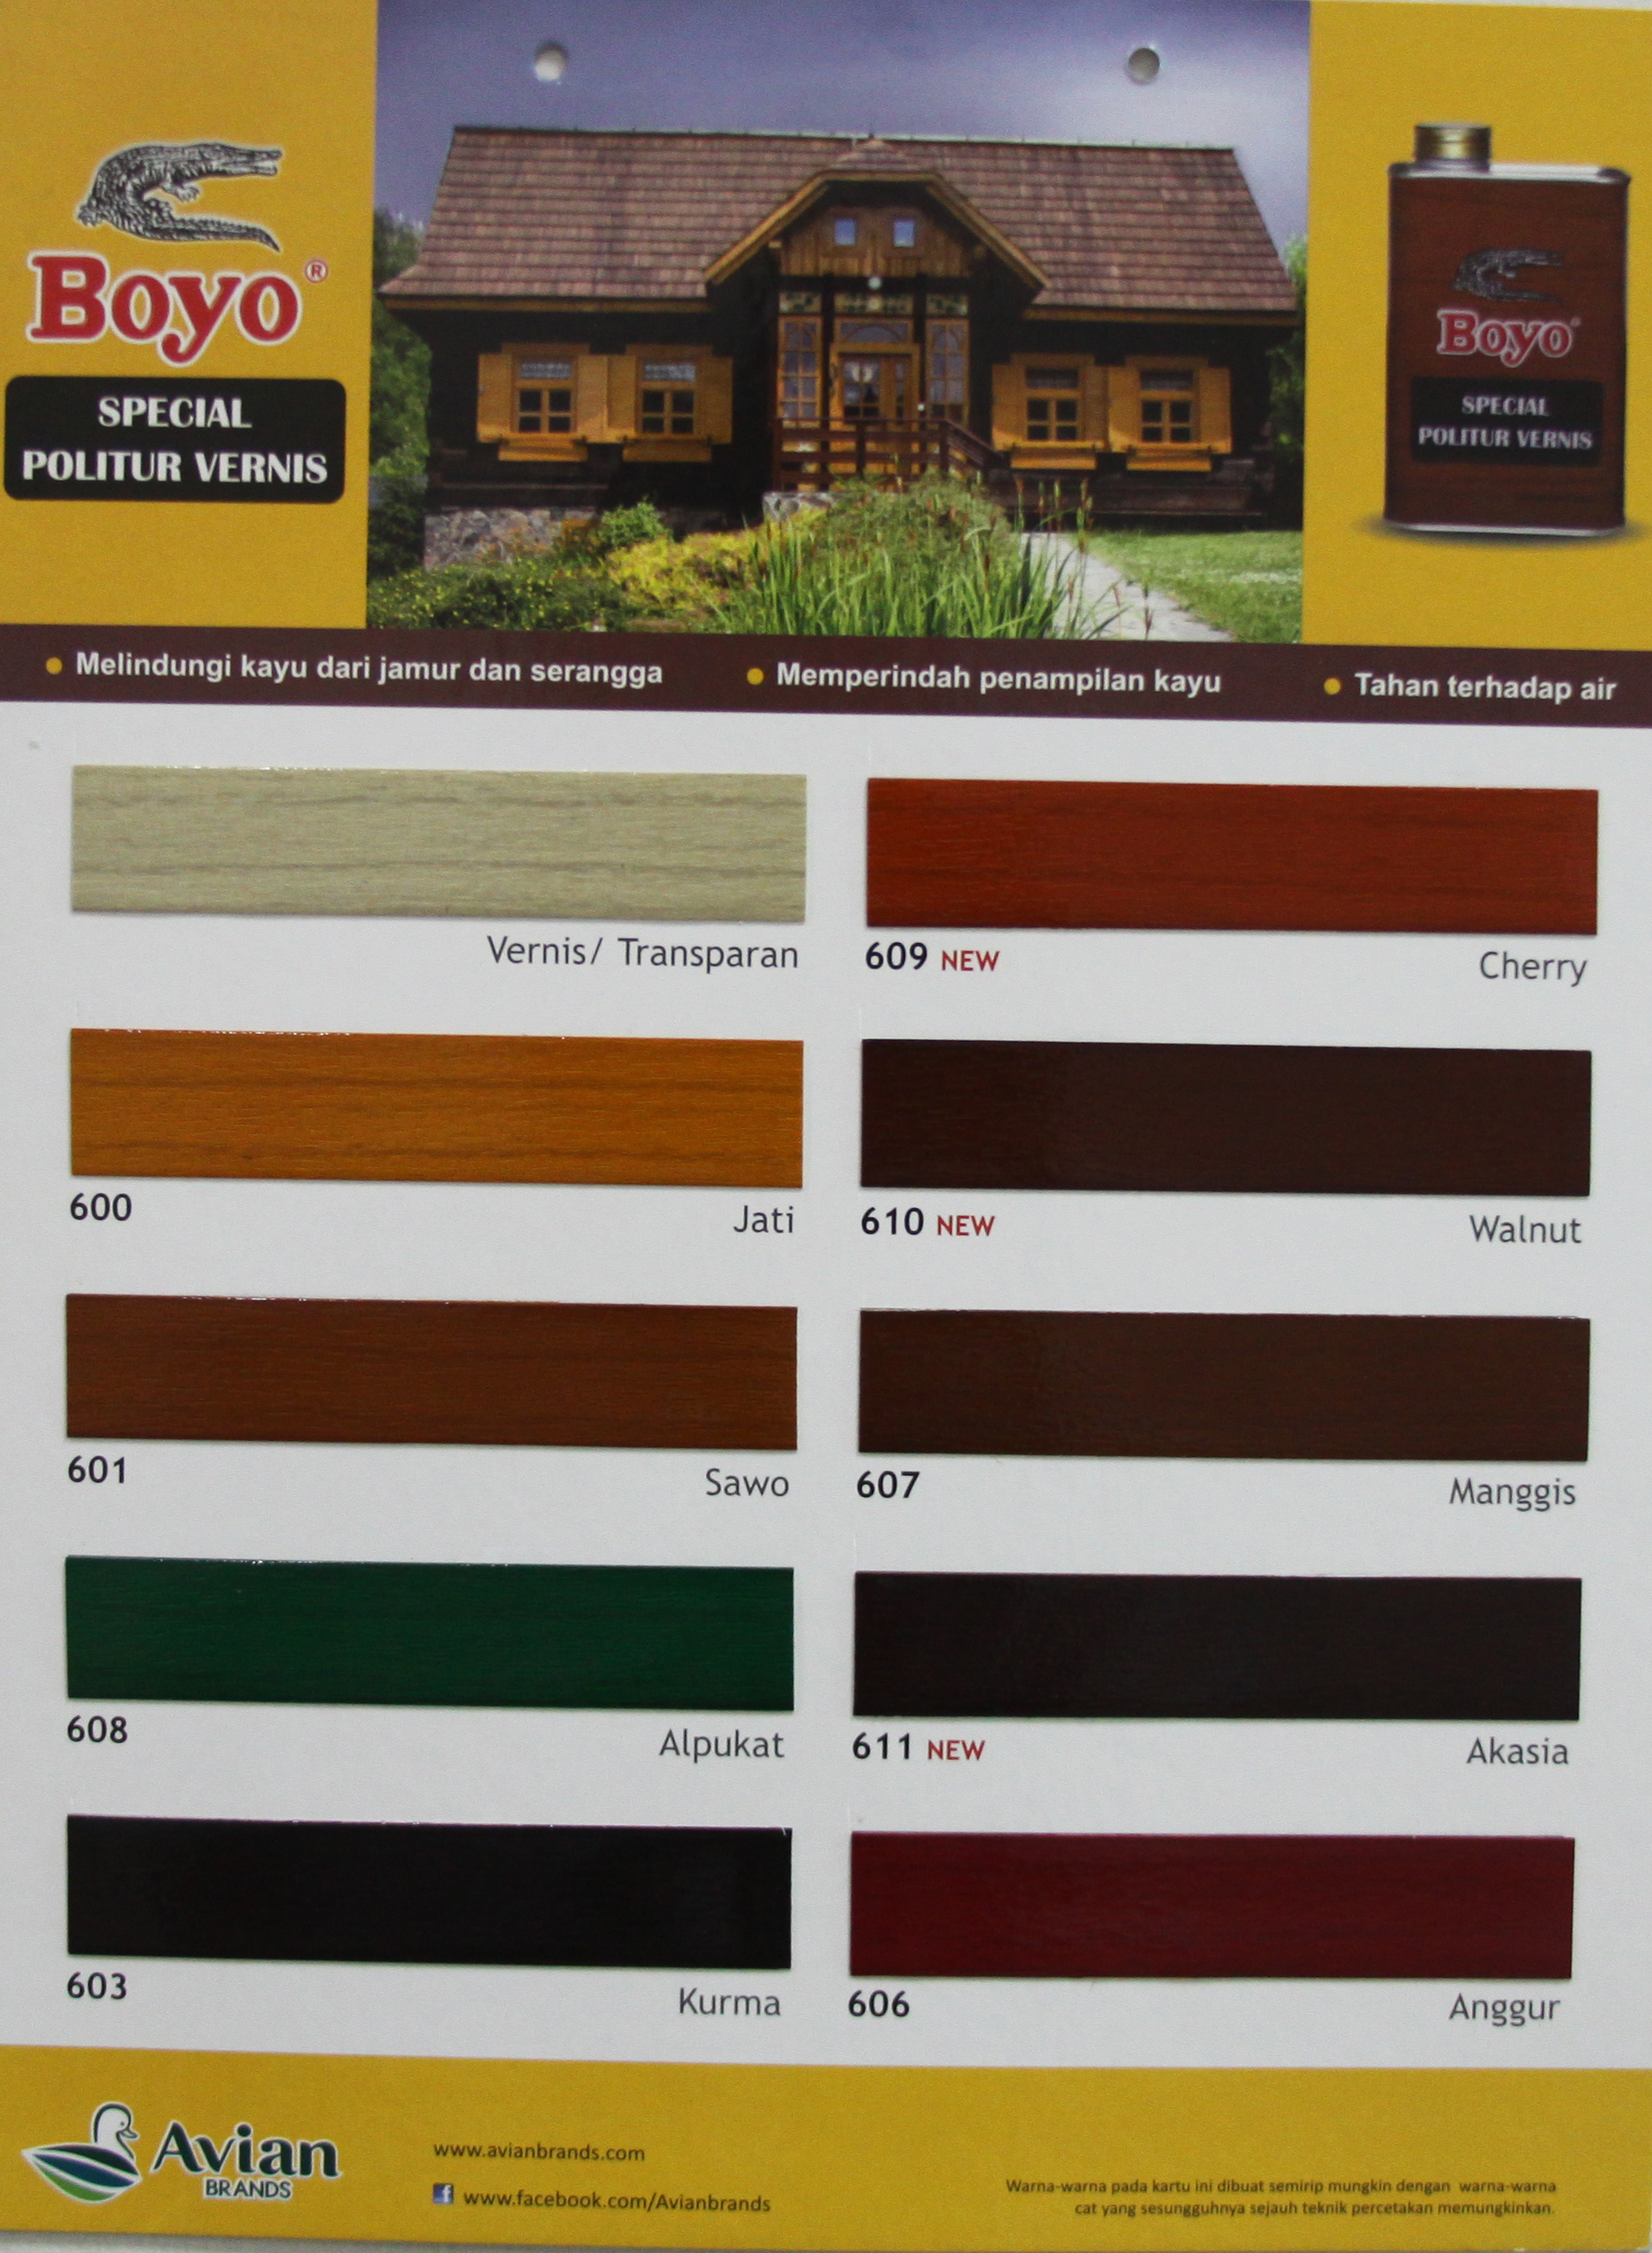 Boyo®
SPECIAL
POLITUR VERNIS
Boyo
SPECIAL
POLITUR VERNIS
• Melindungi kayu dari jamur dan serangga • Memperindah penampilan kayu • Tahan terhadap air
Vernis/ Transparan
609 NEW Cherry
600 Jati
610 NEW Walnut
601 Sawo
607 Manggis
608 Alpukat
611 NEW Akasia
603 Kurma
606 Anggur
Avian
BRANDS
www.avianbrands.com
www.facebook.com/Avianbrands
Warna-warna pada kartu ini dibuat semirip mungkin dengan warna-warna
cat yang sesungguhnya sejauh teknik percetakan memungkinkan.